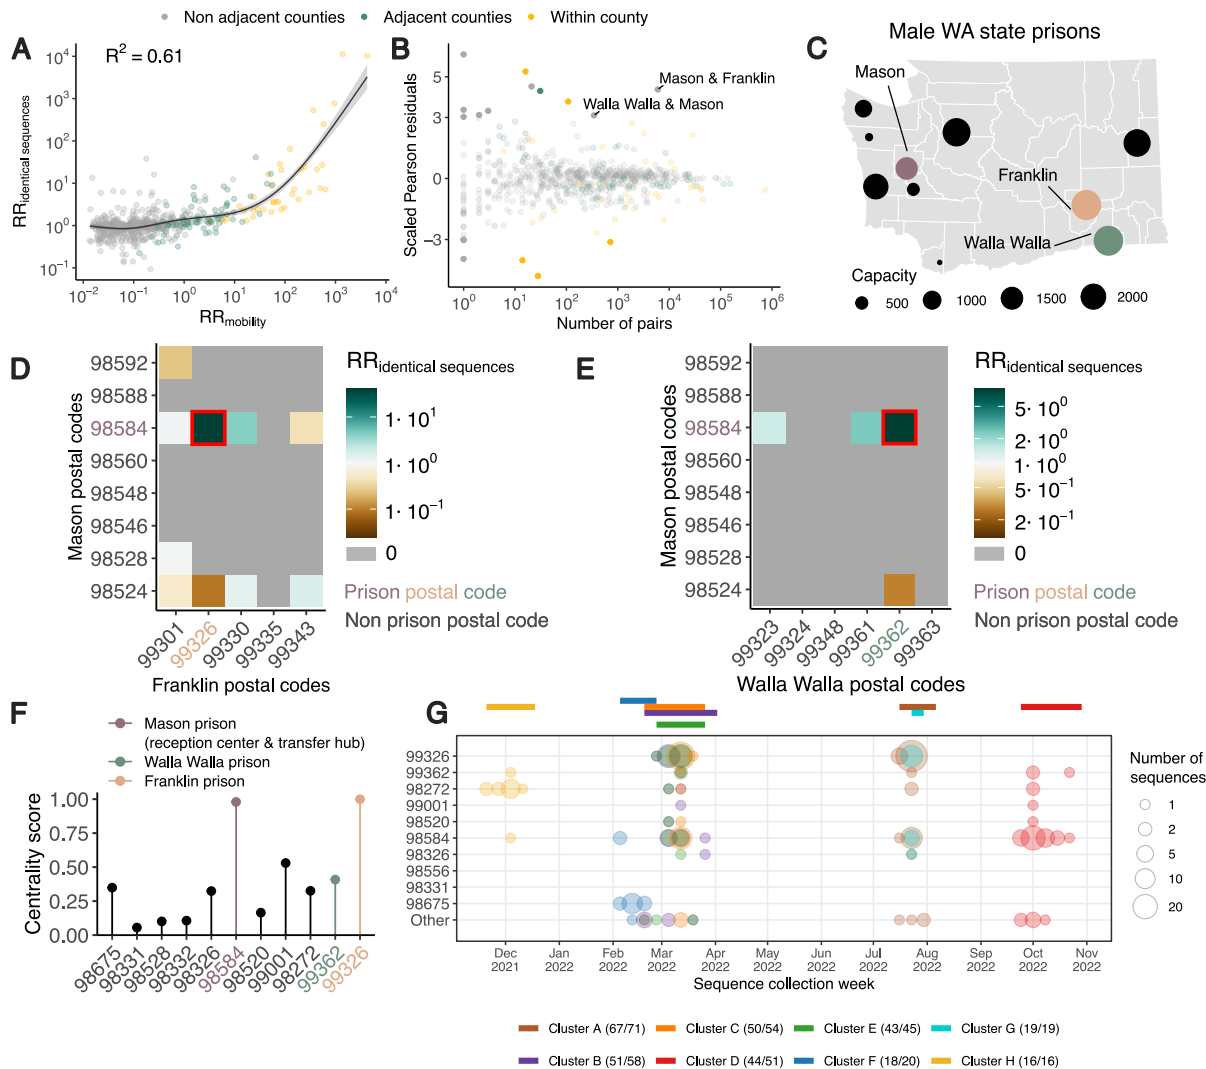 Non adjacent counties Adjacent counties Within county
A
R² = 0.61
RRidentical sequences
10⁴
10³
10²
10¹
10⁰
10⁻¹
10⁻² 10⁻¹ 10⁰ 10¹ 10² 10³ 10⁴
RRmobility
B
Scaled Pearson residuals
5
3
0
−3
Mason & Franklin
Walla Walla & Mason
10⁰ 10¹ 10² 10³ 10⁴ 10⁵ 10⁶
Number of pairs
C
Male WA state prisons
Mason
Franklin
Walla Walla
Capacity
500 1000 1500 2000
D
Mason postal codes
98592
98588
98584
98560
98548
98546
98528
98524
99301 99326 99330 99335 99343
Franklin postal codes
RRidentical sequences
1· 10¹
1· 10⁰
1· 10⁻¹
0
Prison postal code
Non prison postal code
E
Mason postal codes
98592
98588
98584
98560
98548
98546
98528
98524
99323 99324 99348 99361 99362 99363
Walla Walla postal codes
RRidentical sequences
5· 10⁰
2· 10⁰
1· 10⁰
5· 10⁻¹
2· 10⁻¹
0
Prison postal code
Non prison postal code
F
Mason prison
(reception center & transfer hub)
Walla Walla prison
Franklin prison
Centrality score
1.00
0.75
0.50
0.25
0.00
98675 98331 98528 98332 98326 98584 98520 99001 98272 99362 99326
G
99326
99362
98272
99001
98520
98584
98326
98556
98331
98675
Other
Dec Jan Feb Mar Apr May Jun Jul Aug Sep Oct Nov
2021 2022 2022 2022 2022 2022 2022 2022 2022 2022 2022 2022
Sequence collection week
Number of
sequences
1
2
5
10
20
Cluster A (67/71) Cluster C (50/54) Cluster E (43/45) Cluster G (19/19)
Cluster B (51/58) Cluster D (44/51) Cluster F (18/20) Cluster H (16/16)